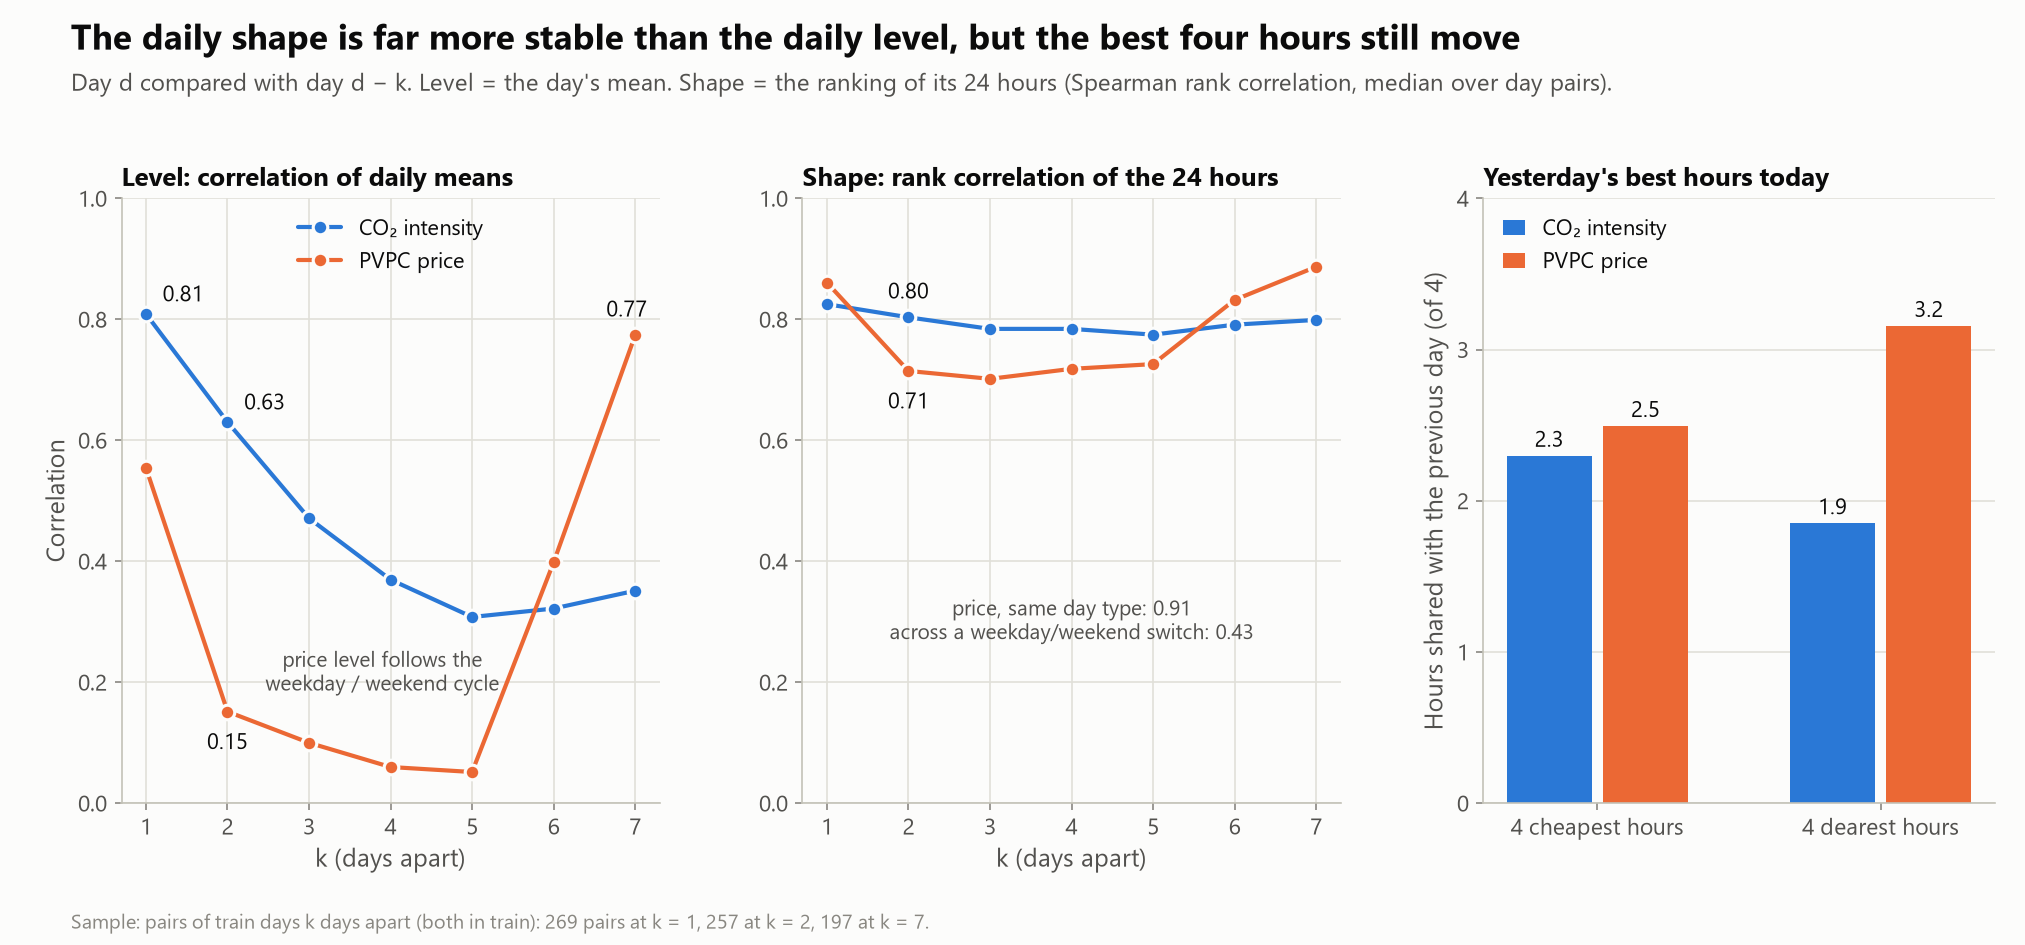 The daily shape is far more stable than the daily level, but the best four hours still move
Day d compared with day d − k. Level = the day's mean. Shape = the ranking of its 24 hours (Spearman rank correlation, median over day pairs).
Level: correlation of daily means
1.0
0.8
0.6
0.4
0.2
0.0
Correlation
CO₂ intensity
PVPC price
0.81
0.63
0.77
0.15
price level follows the
weekday / weekend cycle
1 2 3 4 5 6 7
k (days apart)
Shape: rank correlation of the 24 hours
1.0
0.8
0.6
0.4
0.2
0.0
0.80
0.71
price, same day type: 0.91
across a weekday/weekend switch: 0.43
1 2 3 4 5 6 7
k (days apart)
Yesterday's best hours today
4
3
2
1
0
Hours shared with the previous day (of 4)
CO₂ intensity
PVPC price
2.3
2.5
1.9
3.2
4 cheapest hours
4 dearest hours
Sample: pairs of train days k days apart (both in train): 269 pairs at k = 1, 257 at k = 2, 197 at k = 7.